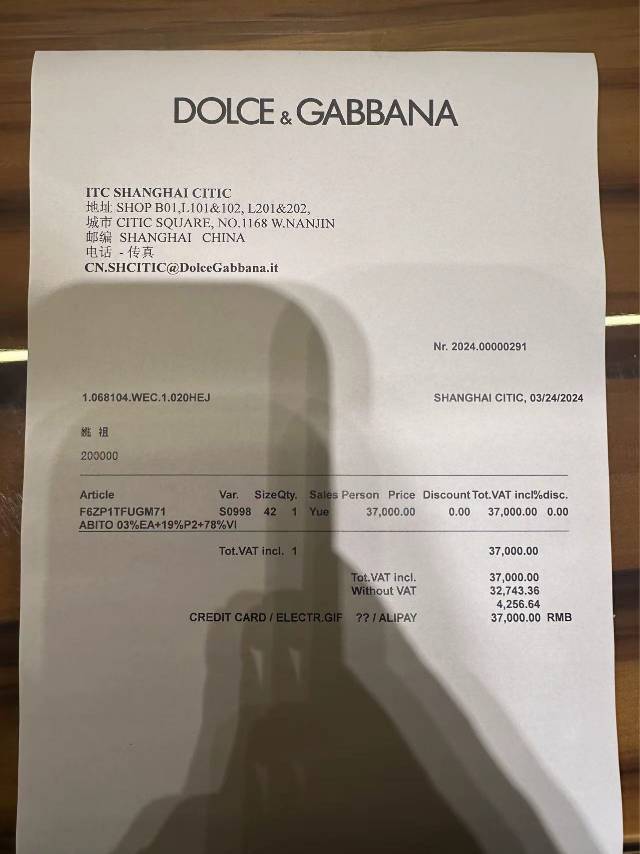 DOLCE & GABBANA
ITC SHANGHAI CITIC
地址 SHOP B01,L101&102, L201&202,
城市 CITIC SQUARE, NO.1168 W.NANJIN
邮编 SHANGHAI CHINA
电话 - 传真
CN.SHCITIC@DolceGabbana.it
Nr. 2024.00000291
1.068104.WEC.1.020HEJ SHANGHAI CITIC, 03/24/2024
姚 祖
200000
Article Var. SizeQty. Sales Person Price Discount Tot.VAT incl%disc.
F6ZP1TFUGM71 S0998 42 1 Yue 37,000.00 0.00 37,000.00 0.00
ABITO 03%EA+19%P2+78%VI
Tot.VAT incl. 1 37,000.00
Tot.VAT incl. 37,000.00
Without VAT 32,743.36
4,256.64
CREDIT CARD / ELECTR.GIF ?? / ALIPAY 37,000.00 RMB